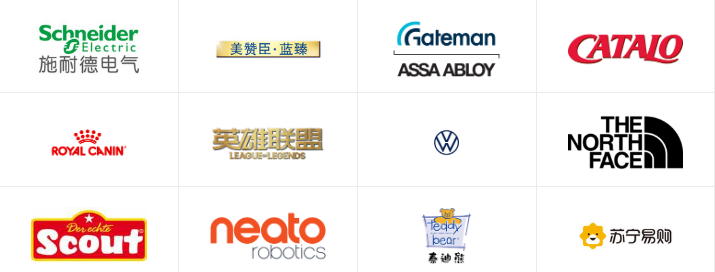 Schneider
Electric
施耐德电气
美赞臣·蓝臻
Gateman
ASSA ABLOY
CATALO
ROYAL CANIN
英雄联盟
LEAGUE OF LEGENDS
VW
THE
NORTH
FACE
Der echte
Scout
neato
robotics
teddy
bear
泰迪熊
苏宁易购